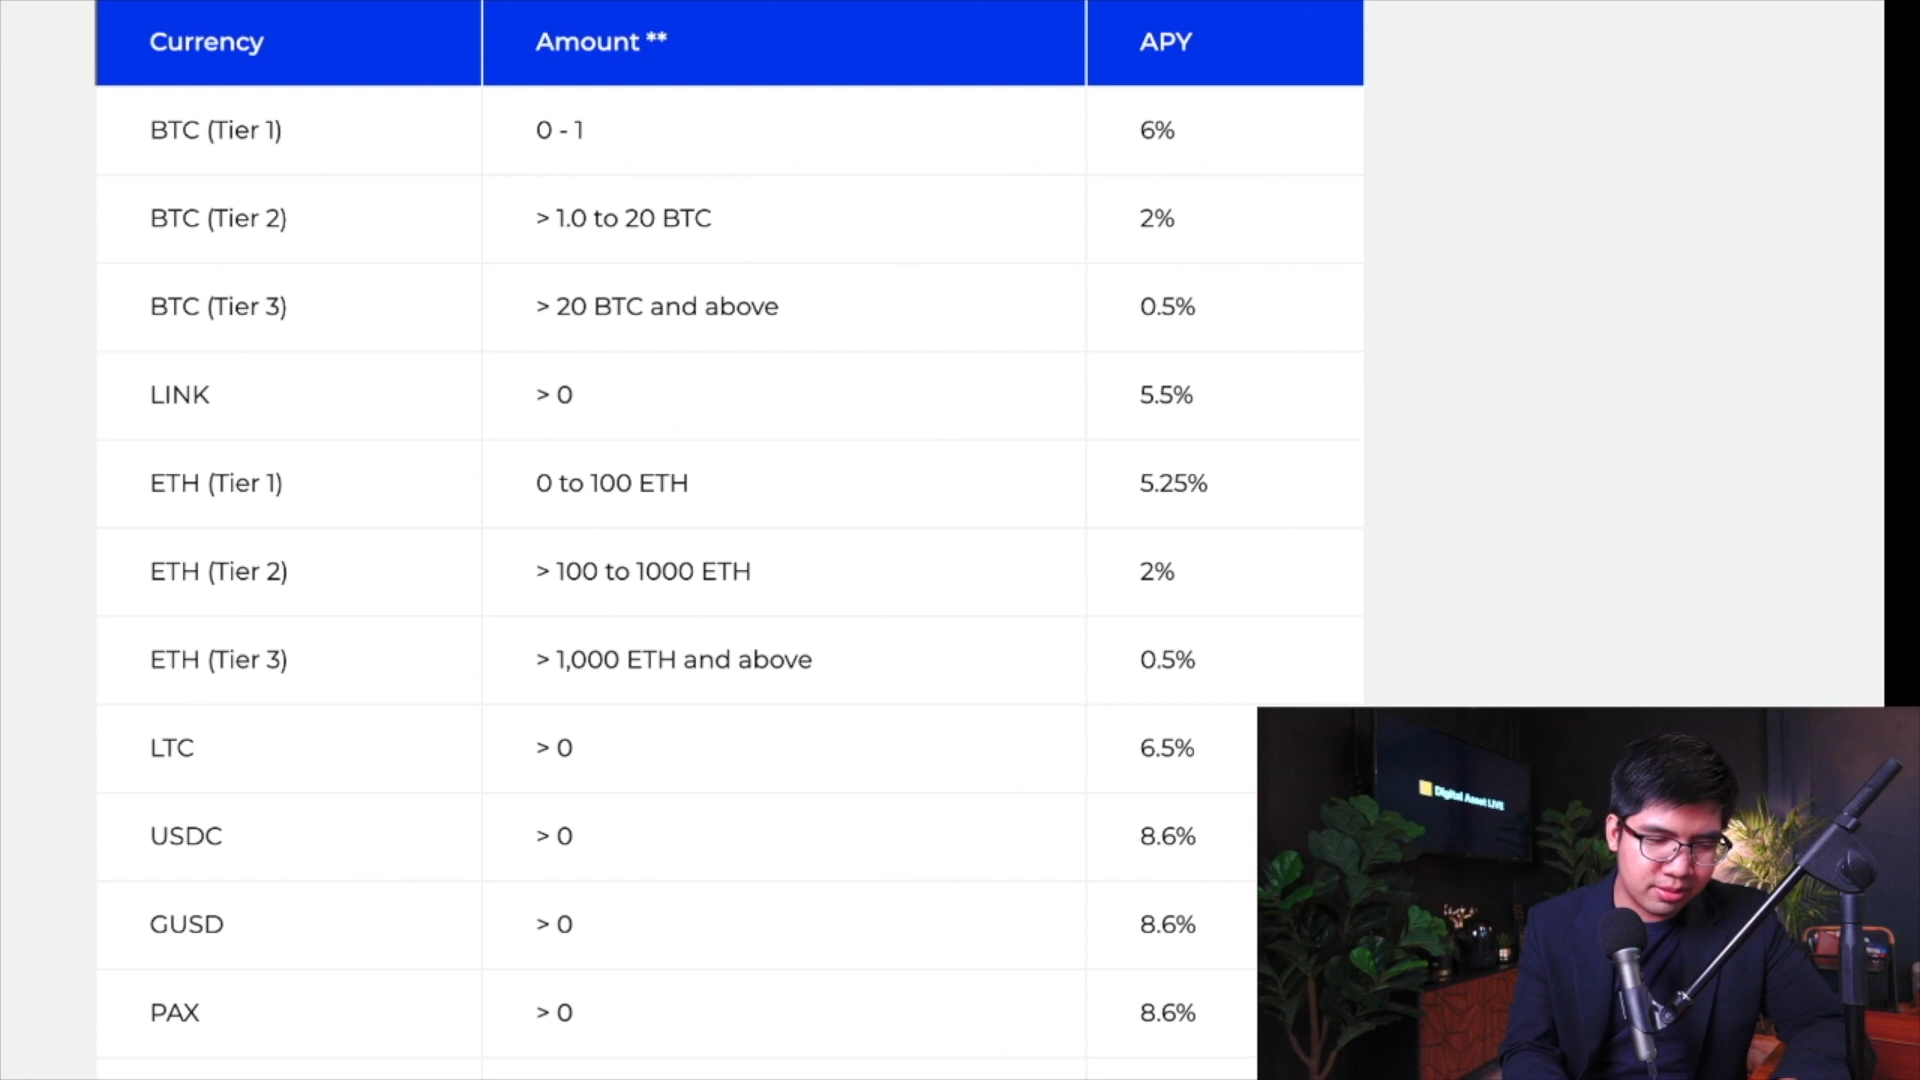 Currency Amount ** APY
BTC (Tier 1) 0 - 1 6%
BTC (Tier 2) > 1.0 to 20 BTC 2%
BTC (Tier 3) > 20 BTC and above 0.5%
LINK > 0 5.5%
ETH (Tier 1) 0 to 100 ETH 5.25%
ETH (Tier 2) > 100 to 1000 ETH 2%
ETH (Tier 3) > 1,000 ETH and above 0.5%
LTC > 0 6.5%
USDC > 0 8.6%
GUSD > 0 8.6%
PAX > 0 8.6%
Digital Asset LIVE